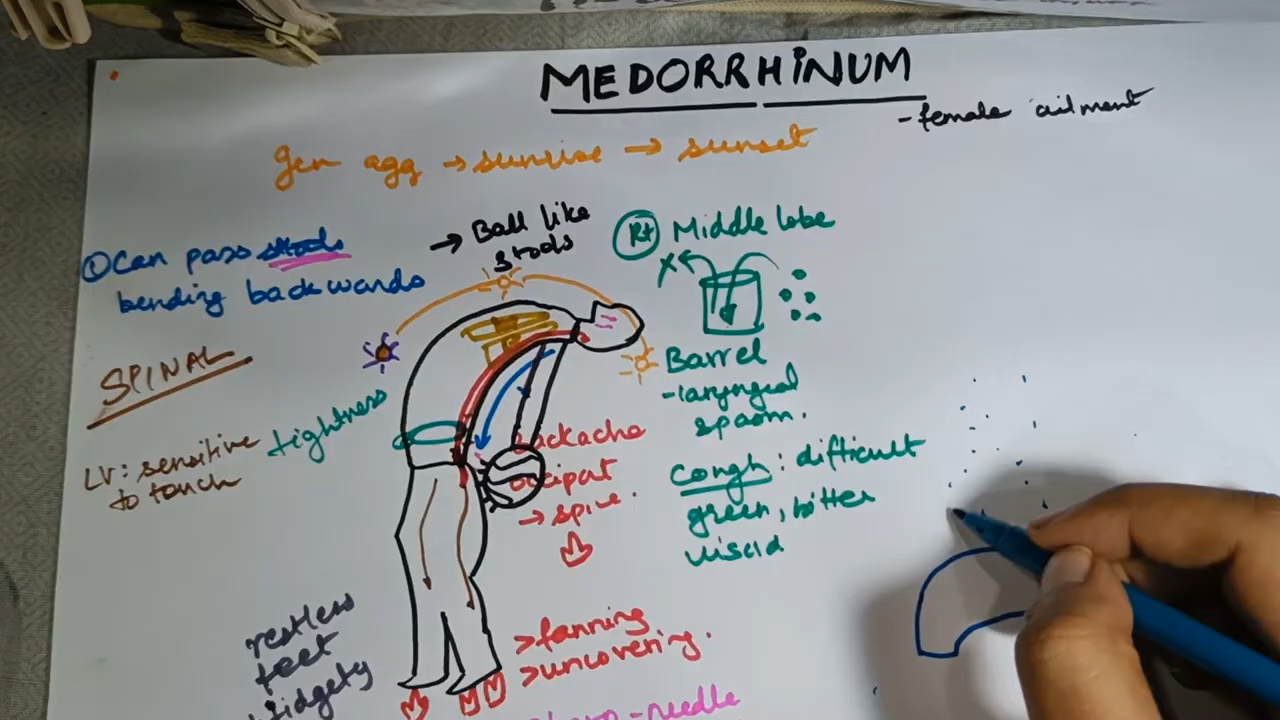 MEDORRHINUM
-female ailment
gen agg → sunrise → sunset
① Can pass stools
bending backwards
→ Ball like
stools
Rt Middle lobe
X
Barrel
-laryngeal
spasm.
SPINAL
LV: sensitive
to touch
tightness
Backache
occiput
→ spine.
Cough: difficult
green, bitter
viscid
restless
feet
fidgety
>fanning
>uncovering.
-needle